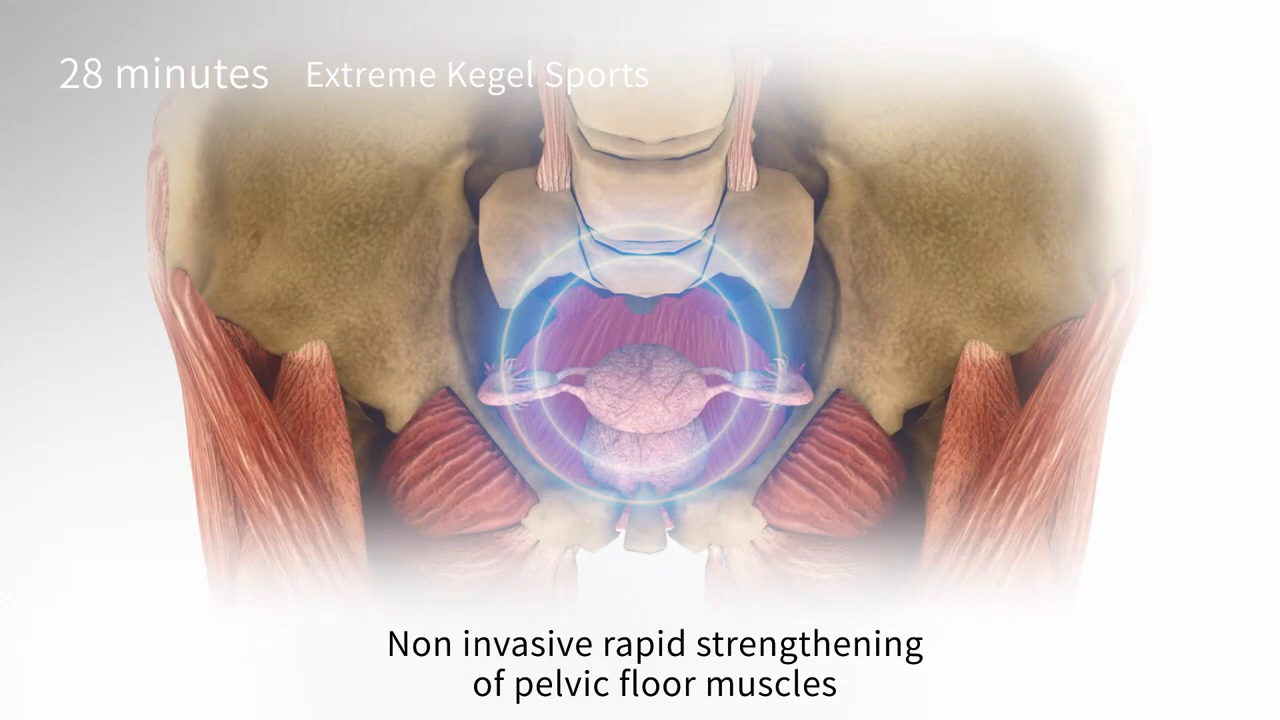 28 minutes Extreme Kegel Sports
Non invasive rapid strengthening
of pelvic floor muscles